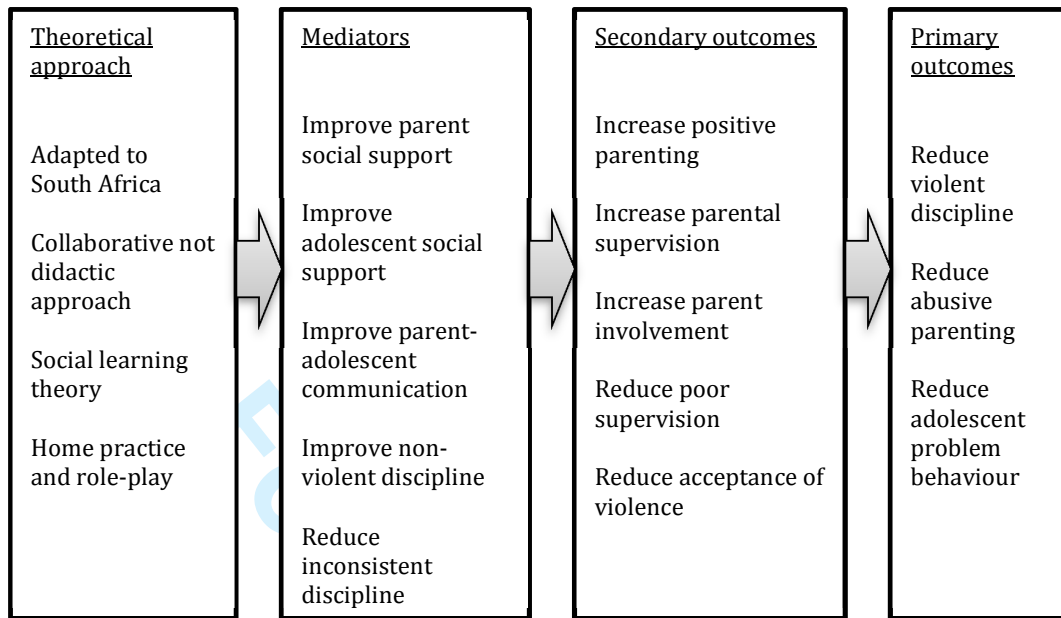 Theoretical
approach
Adapted to
South Africa
Collaborative not
didactic
approach
Social learning
theory
Home practice
and role-play
Mediators
Improve parent
social support
Improve
adolescent social
support
Improve parent-
adolescent
communication
Improve non-
violent discipline
Reduce
inconsistent
discipline
Secondary outcomes
Increase positive
parenting
Increase parental
supervision
Increase parent
involvement
Reduce poor
supervision
Reduce acceptance of
violence
Primary
outcomes
Reduce
violent
discipline
Reduce
abusive
parenting
Reduce
adolescent
problem
behaviour